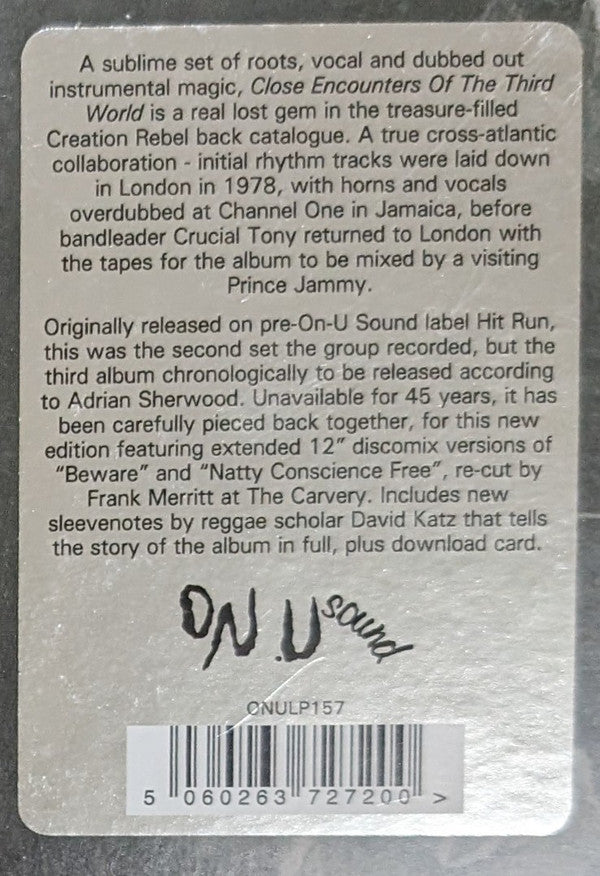 A sublime set of roots, vocal and dubbed out
instrumental magic, Close Encounters Of The Third
World is a real lost gem in the treasure-filled
Creation Rebel back catalogue. A true cross-atlantic
collaboration - initial rhythm tracks were laid down
in London in 1978, with horns and vocals
overdubbed at Channel One in Jamaica, before
bandleader Crucial Tony returned to London with
the tapes for the album to be mixed by a visiting
Prince Jammy.
Originally released on pre-On-U Sound label Hit Run,
this was the second set the group recorded, but the
third album chronologically to be released according
to Adrian Sherwood. Unavailable for 45 years, it has
been carefully pieced back together, for this new
edition featuring extended 12" discomix versions of
"Beware" and "Natty Conscience Free", re-cut by
Frank Merritt at The Carvery. Includes new
sleevenotes by reggae scholar David Katz that tells
the story of the album in full, plus download card.
ON.U sound
ONULP157
5 060263 727200 >